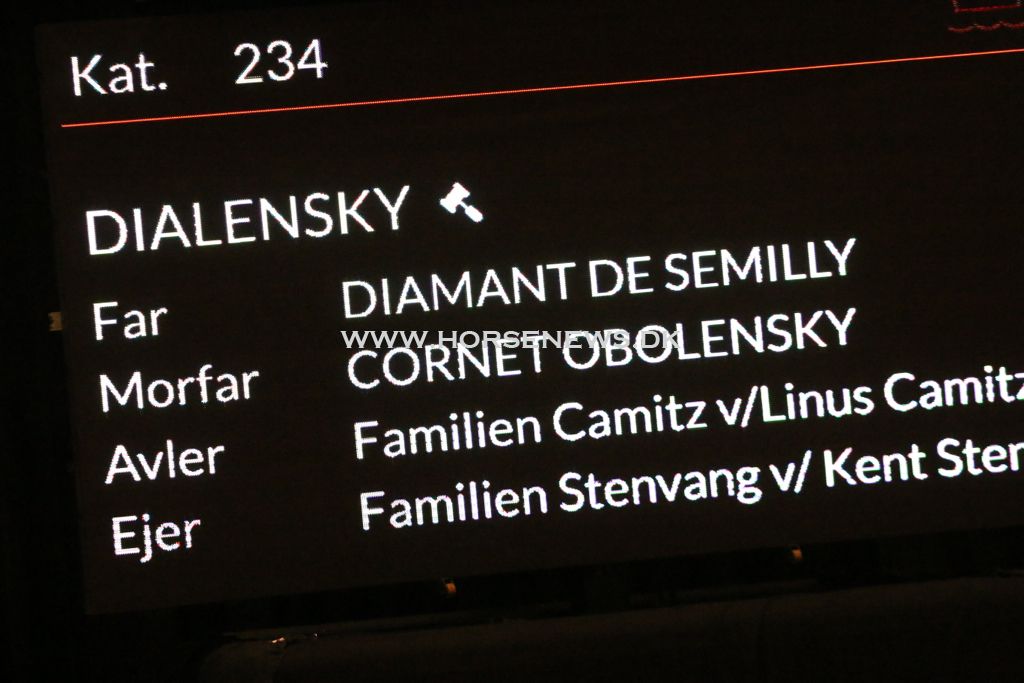 Kat. 234
DIALENSKY
Far DIAMANT DE SEMILLY
WWW.HORSENEWS.DK
Morfar CORNET OBOLENSKY
Avler Familien Camitz v/Linus Camitz
Ejer Familien Stenvang v/ Kent